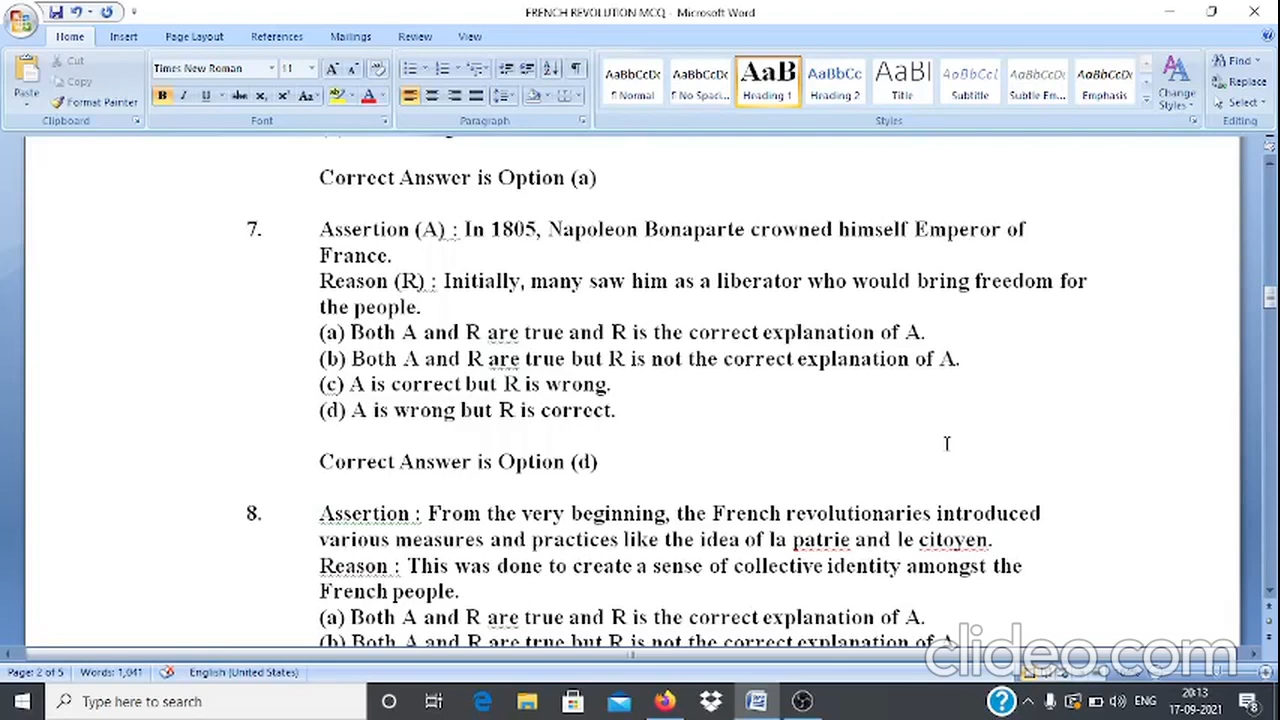 FRENCH REVOLUTION MCQ - Microsoft Word
Home Insert Page Layout References Mailings Review View
Paste Cut Copy Format Painter
Clipboard
Times New Roman 11
B I U abc x₂ x² Aa
Font
Paragraph
AaBbCcDc AaBbCcDc AaB AaBbCc AaBl AaBbCcl AaBbCcDc AaBbCcDc
¶ Normal ¶ No Spaci... Heading 1 Heading 2 Title Subtitle Subtle Em... Emphasis
Change Styles
Styles
Find
Replace
Select
Editing
Correct Answer is Option (a)
7. Assertion (A) : In 1805, Napoleon Bonaparte crowned himself Emperor of
France.
Reason (R) : Initially, many saw him as a liberator who would bring freedom for
the people.
(a) Both A and R are true and R is the correct explanation of A.
(b) Both A and R are true but R is not the correct explanation of A.
(c) A is correct but R is wrong.
(d) A is wrong but R is correct.
Correct Answer is Option (d)
8. Assertion : From the very beginning, the French revolutionaries introduced
various measures and practices like the idea of la patrie and le citoyen.
Reason : This was done to create a sense of collective identity amongst the
French people.
(a) Both A and R are true and R is the correct explanation of A.
(b) Both A and R are true but R is not the correct explanation of A.
clideo.com
Page: 2 of 5 Words: 1,041 English (United States)
Type here to search
ENG
20:13
17-09-2021